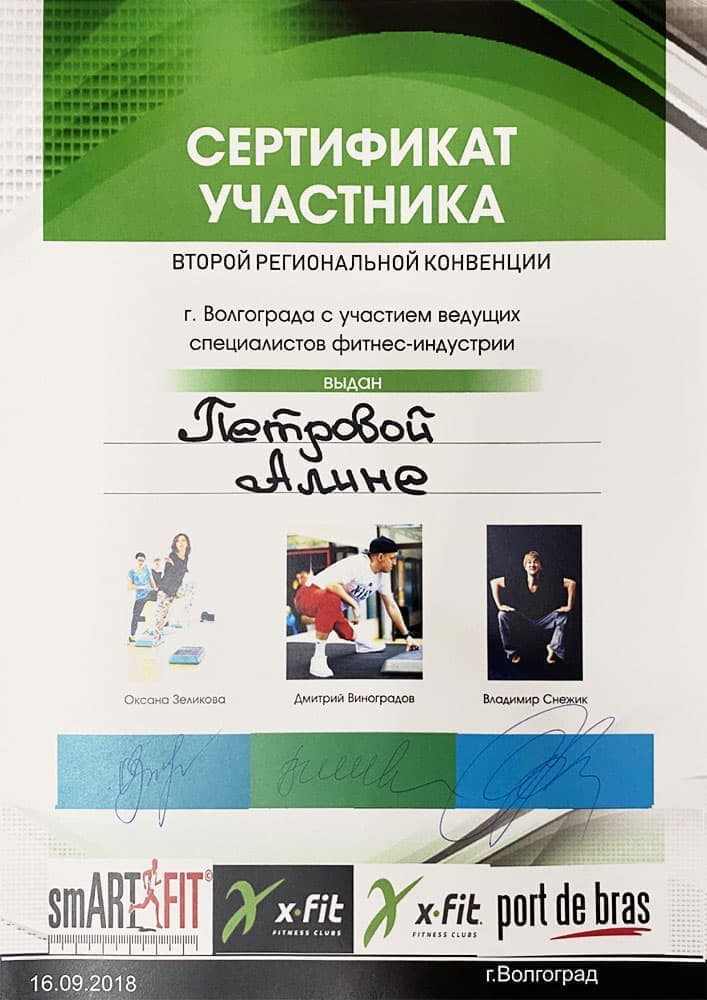 СЕРТИФИКАТ
УЧАСТНИКА
ВТОРОЙ РЕГИОНАЛЬНОЙ КОНВЕНЦИИ
г. Волгограда с участием ведущих
специалистов фитнес-индустрии
выдан
Петровой
Алине
Оксана Зеликова
Дмитрий Виноградов
Владимир Снежик
smARTFIT©
x-fit
FITNESS CLUBS
x-fit.
FITNESS CLUBS
port de bras
16.09.2018
г.Волгоград